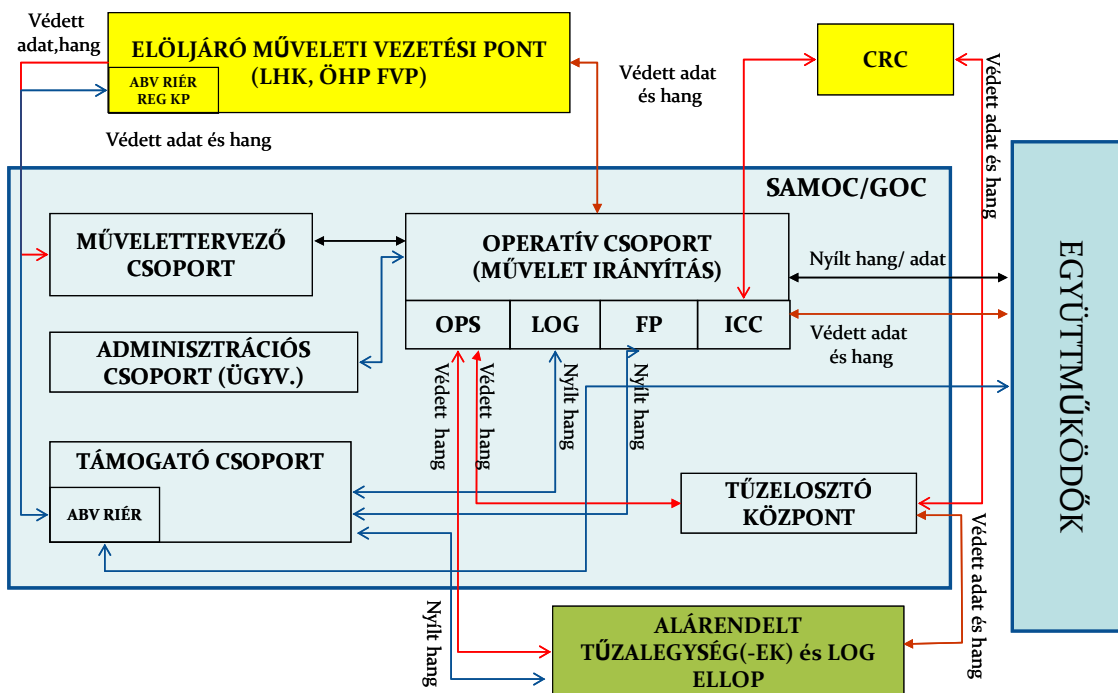 Védett
adat,hang
ELÖLJÁRÓ MŰVELETI VEZETÉSI PONT
(LHK, ÖHP FVP)
ABV RIÉR
REG KP
Védett adat és hang
Védett adat
és hang
CRC
Védett adat és hang
SAMOC/GOC
MŰVELETTERVEZŐ
CSOPORT
OPERATÍV CSOPORT
(MŰVELET IRÁNYÍTÁS)
OPS
LOG
FP
ICC
Nyílt hang/ adat
Védett adat
és hang
ADMINISZTRÁCIÓS
CSOPORT (ÜGYV.)
Védett hang
Védett hang
Nyílt hang
Nyílt hang
TÁMOGATÓ CSOPORT
ABV RIÉR
TŰZELOSZTÓ
KÖZPONT
EGYÜTTMŰKÖDŐK
Nyílt hang
Védett adat és hang
ALÁRENDELT
TŰZALEGYSÉG(-EK) és LOG
ELLOP